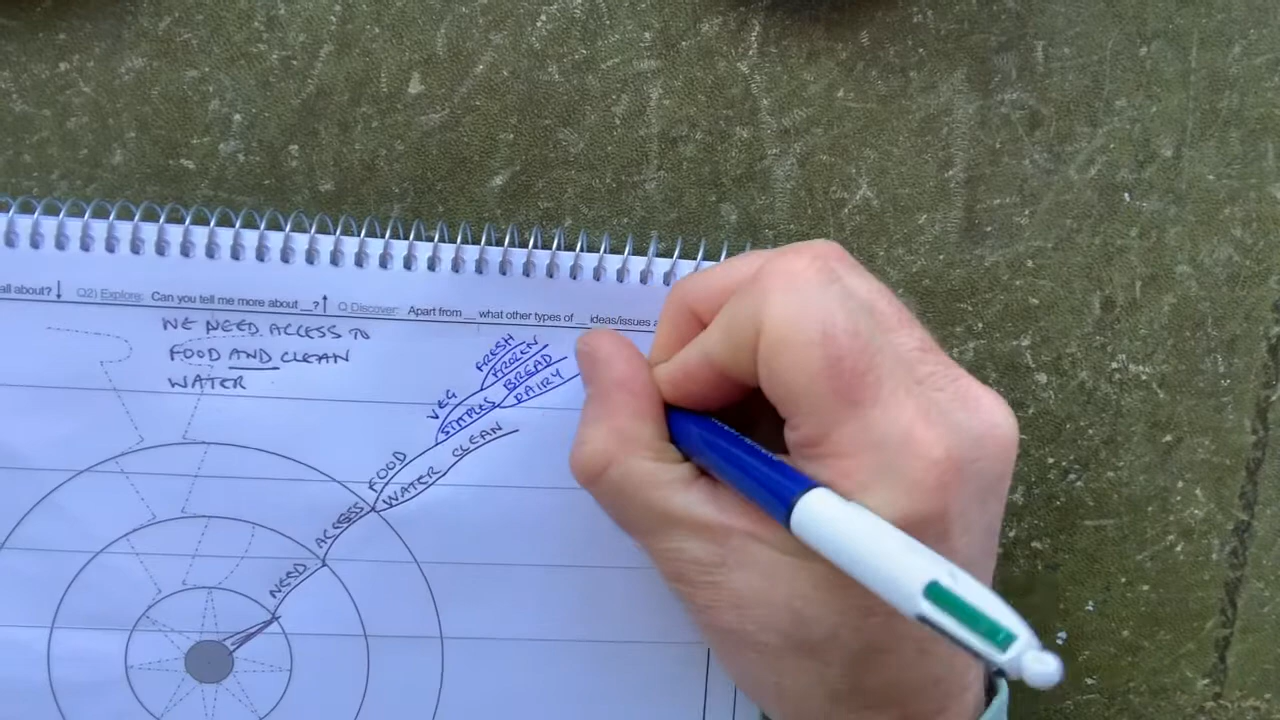 all about? Q2) Explore: Can you tell me more about __? Q Discover: Apart from __ what other types of __ ideas/issues a
WE NEED ACCESS TO
FOOD AND CLEAN
WATER
FRESH
FROZEN
BREAD
DAIRY
VEG
STAPLES
FOOD
WATER CLEAN
ACCESS
NEED